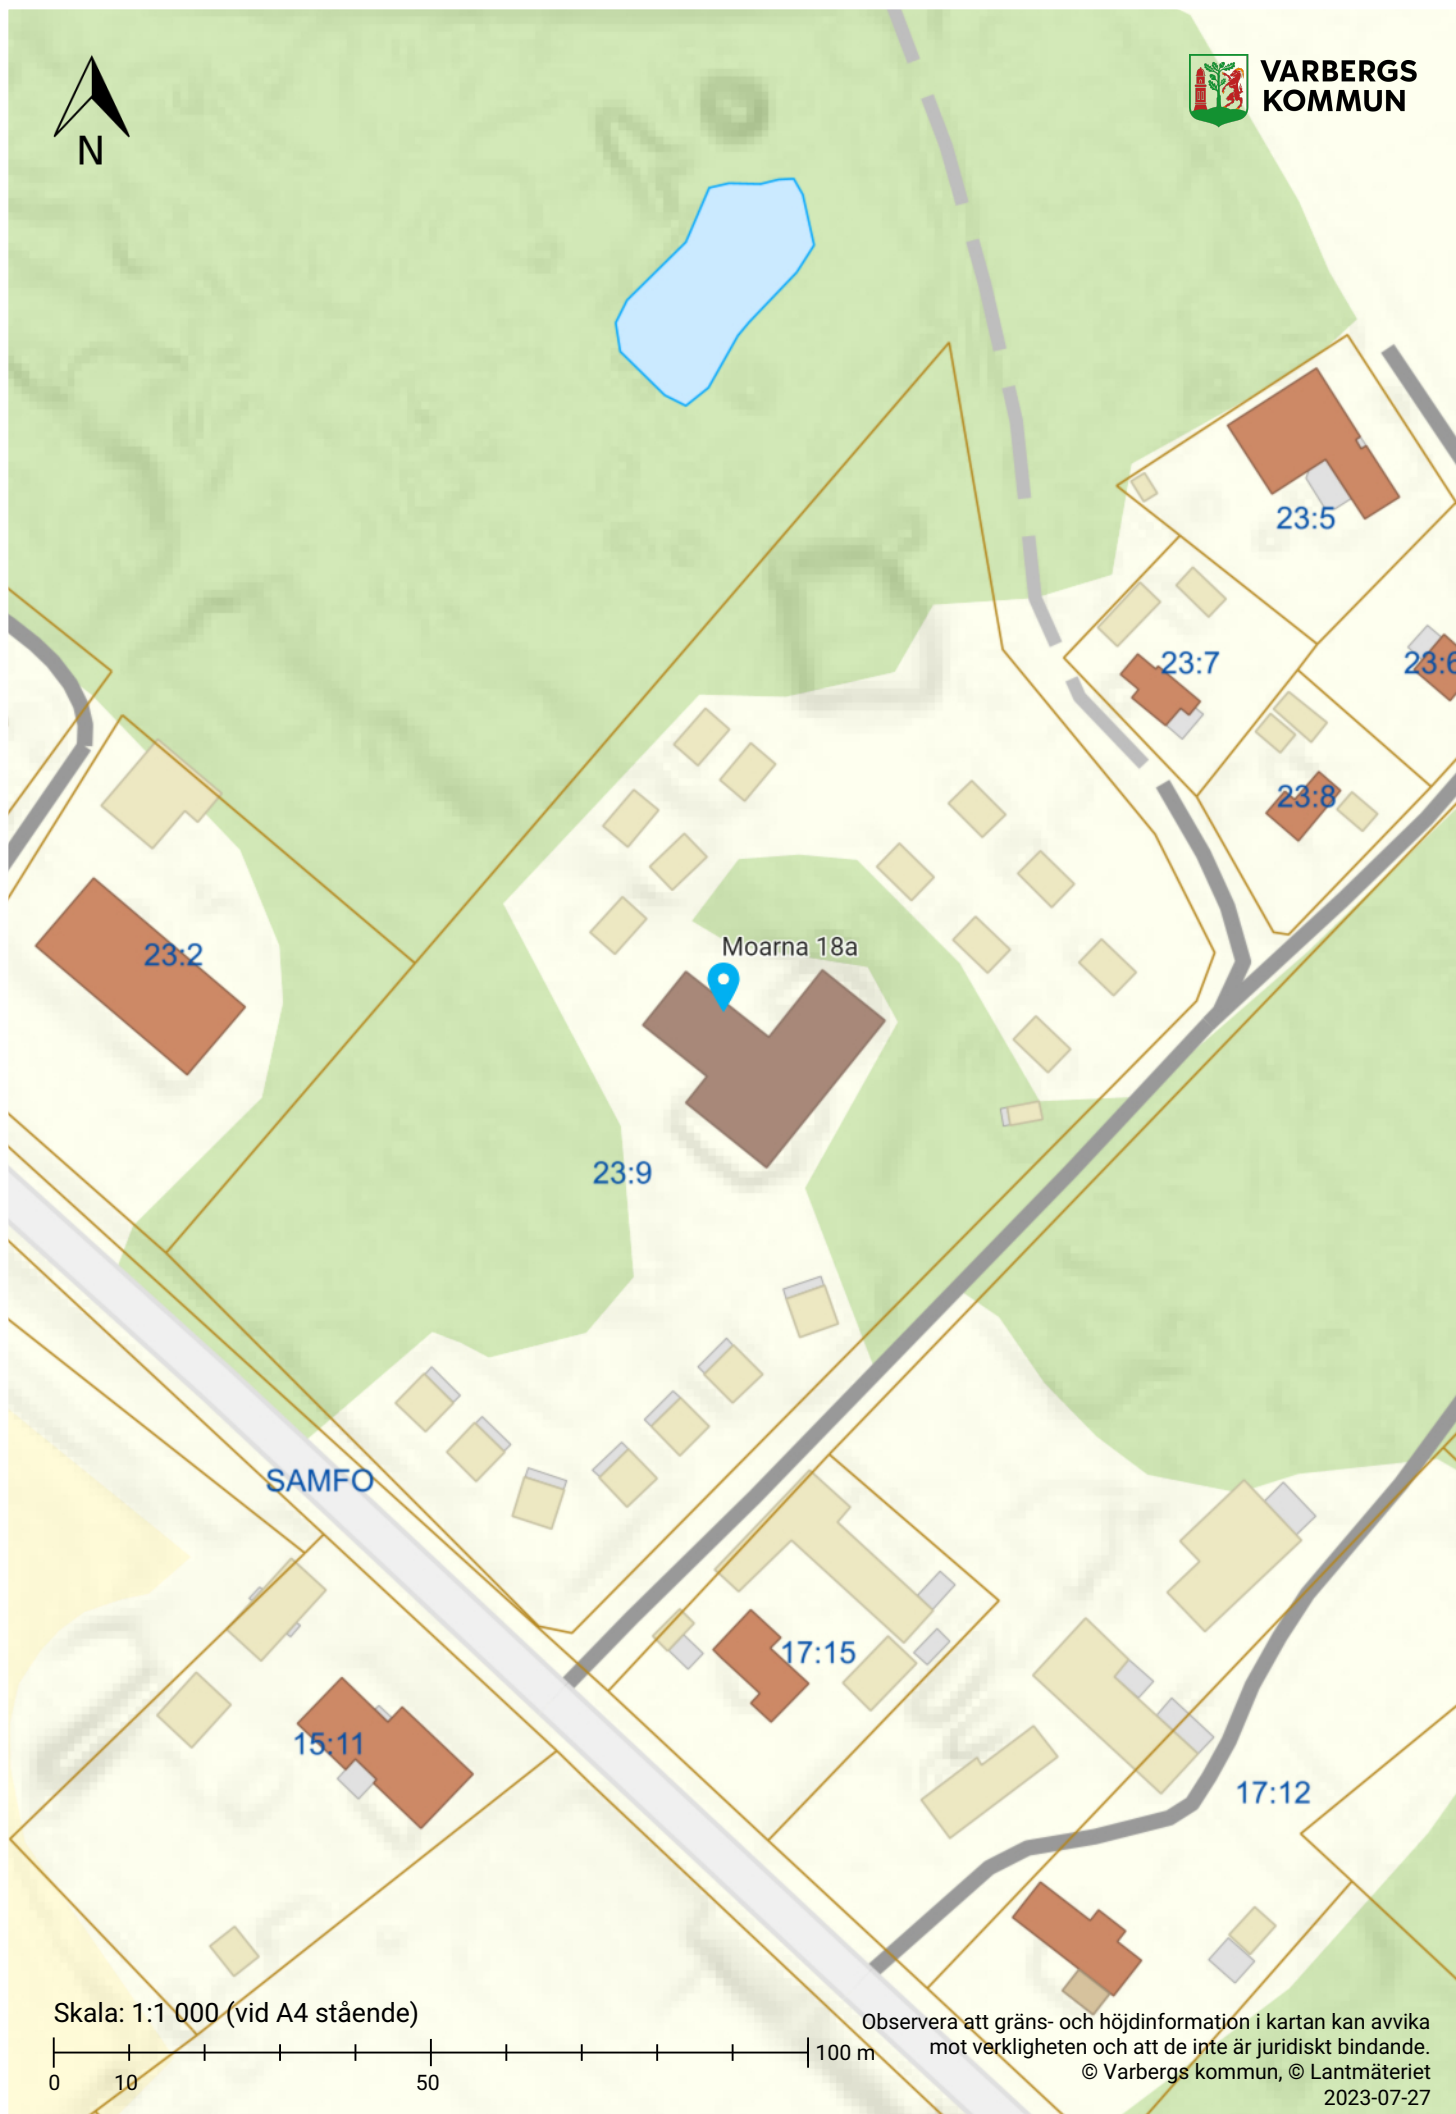 N
VARBERGS
KOMMUN
23:5
23:7
23:6
23:8
Moarna 18a
23:2
23:9
SAMFO
17:15
15:11
17:12
Skala: 1:1 000 (vid A4 stående)
0 10 50 100 m
Observera att gräns- och höjdinformation i kartan kan avvika
mot verkligheten och att de inte är juridiskt bindande.
© Varbergs kommun, © Lantmäteriet
2023-07-27